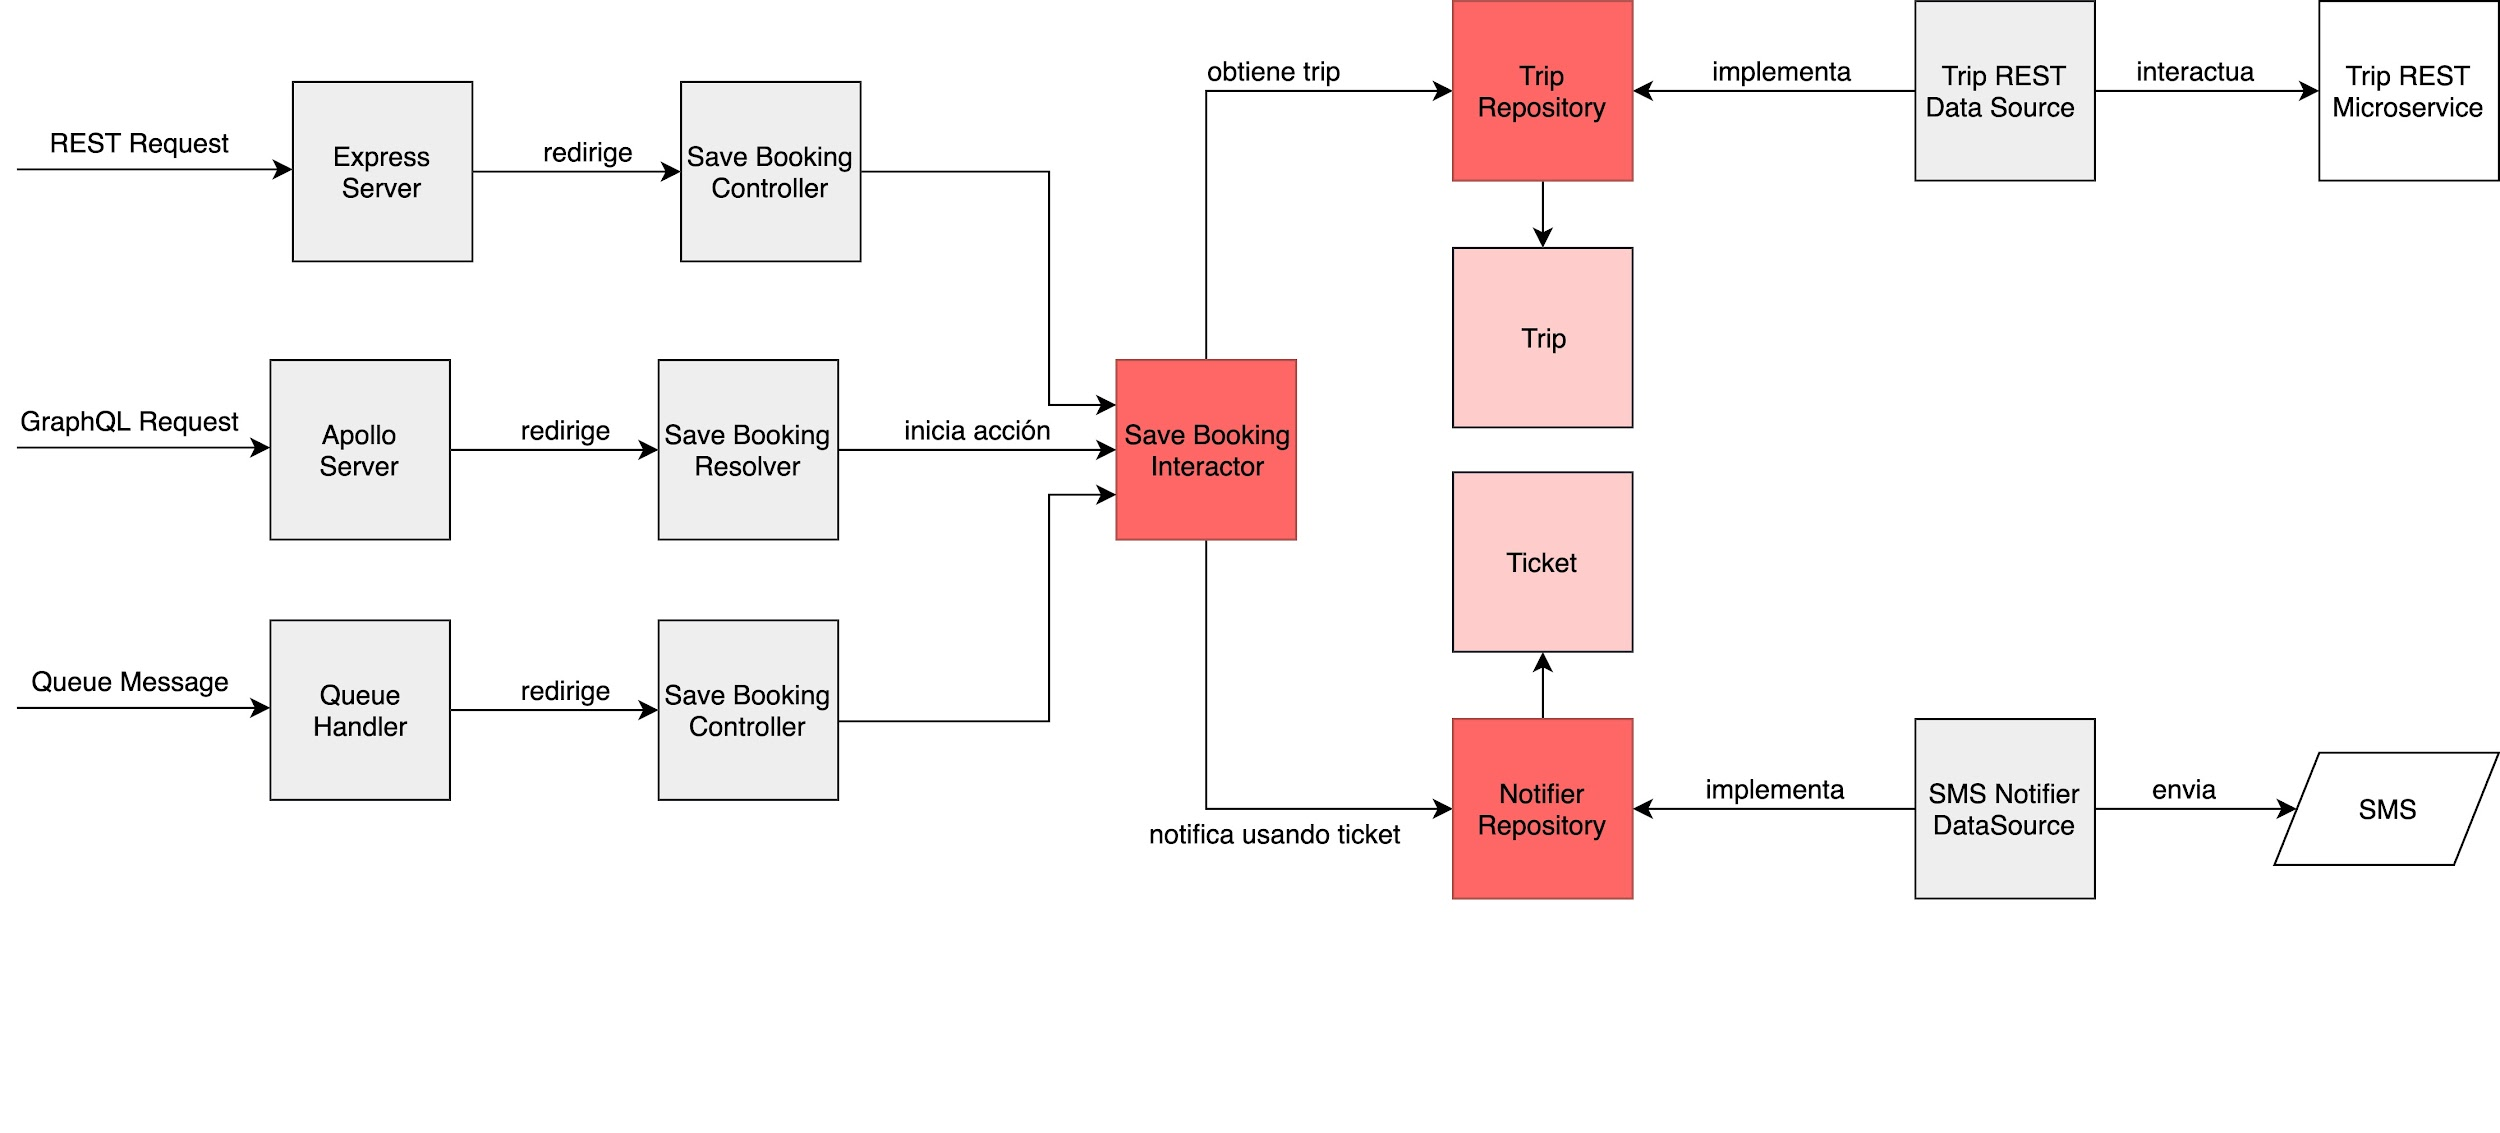 REST Request
Express
Server
redirige
Save Booking
Controller
obtiene trip
Trip
Repository
implementa
Trip REST
Data Source
interactua
Trip REST
Microservice
Trip
GraphQL Request
Apollo
Server
redirige
Save Booking
Resolver
inicia acción
Save Booking
Interactor
Ticket
Queue Message
Queue
Handler
redirige
Save Booking
Controller
notifica usando ticket
Notifier
Repository
implementa
SMS Notifier
DataSource
envia
SMS